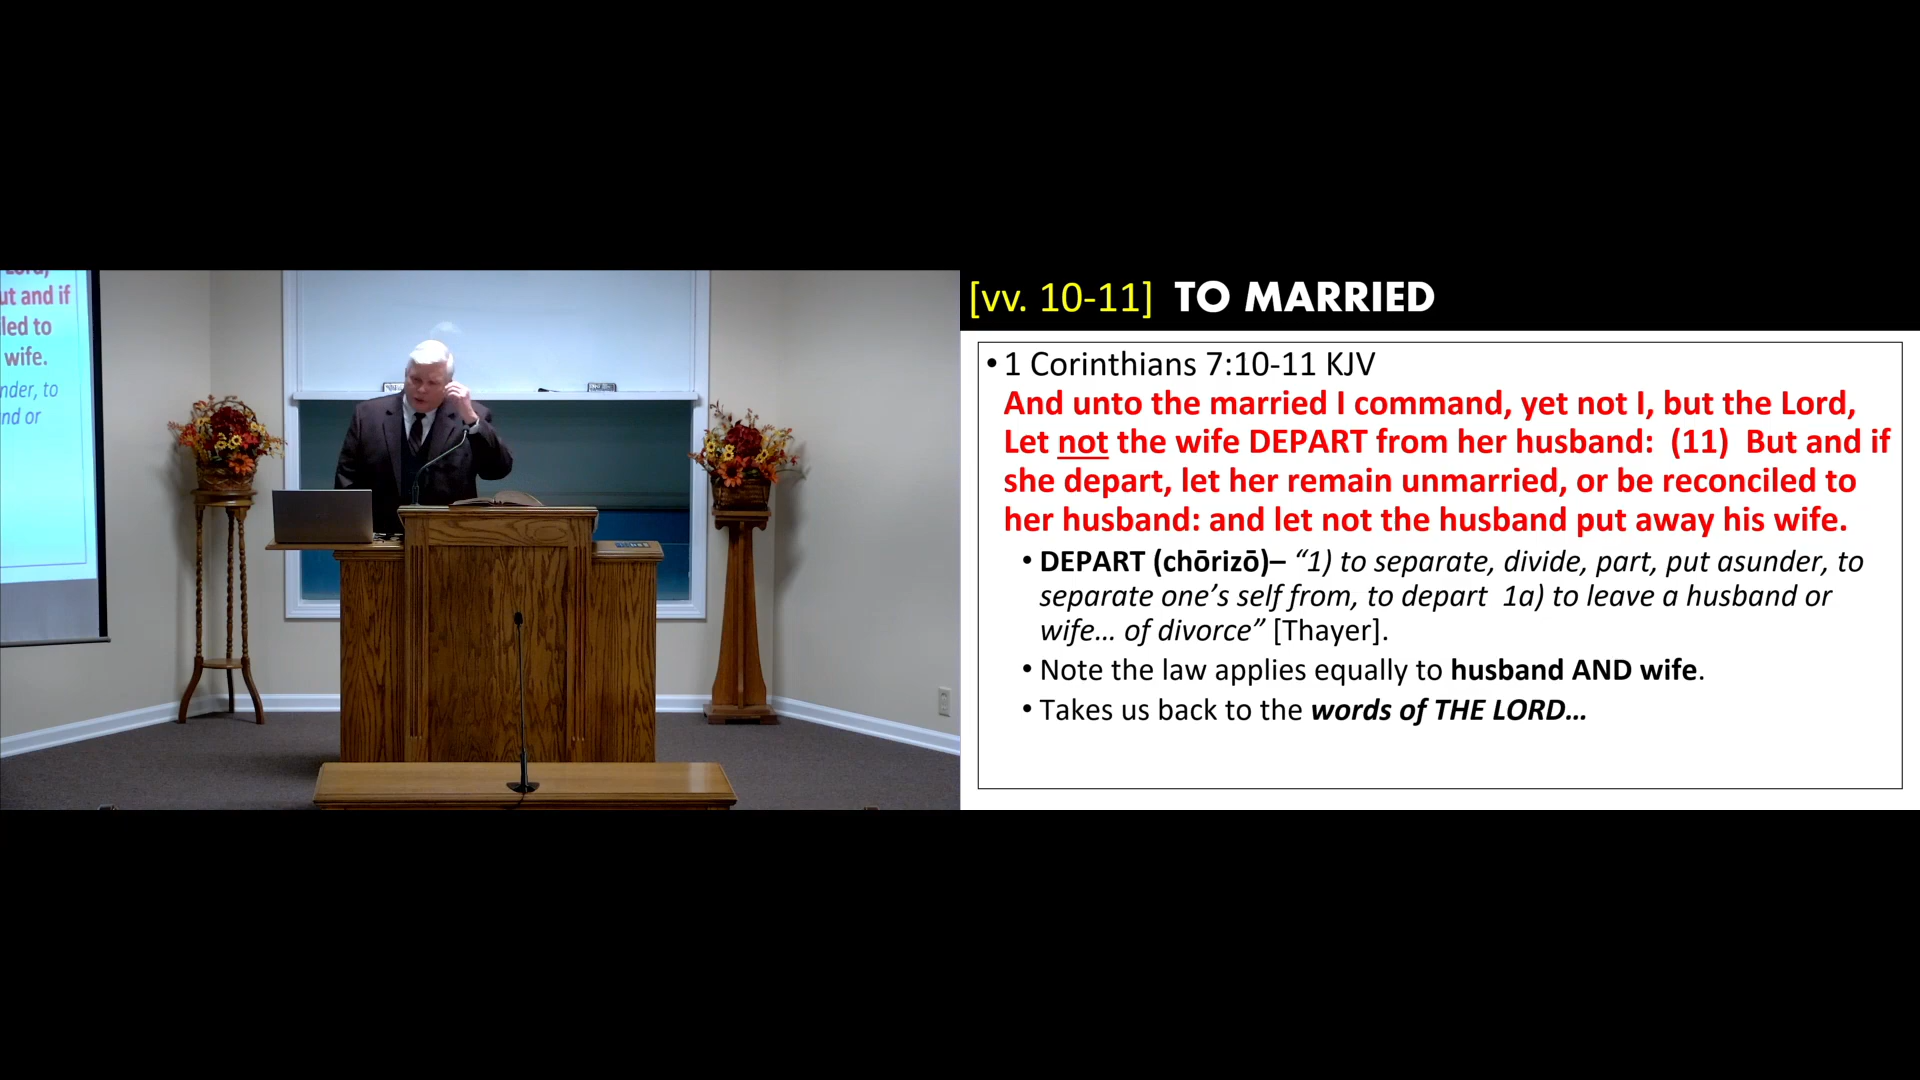 ut and if
led to
wife.
nder, to
nd or
[vv. 10-11] TO MARRIED
• 1 Corinthians 7:10-11 KJV
And unto the married I command, yet not I, but the Lord,
Let not the wife DEPART from her husband: (11) But and if
she depart, let her remain unmarried, or be reconciled to
her husband: and let not the husband put away his wife.
• DEPART (chōrizō)– “1) to separate, divide, part, put asunder, to
separate one’s self from, to depart 1a) to leave a husband or
wife… of divorce” [Thayer].
• Note the law applies equally to husband AND wife.
• Takes us back to the words of THE LORD…